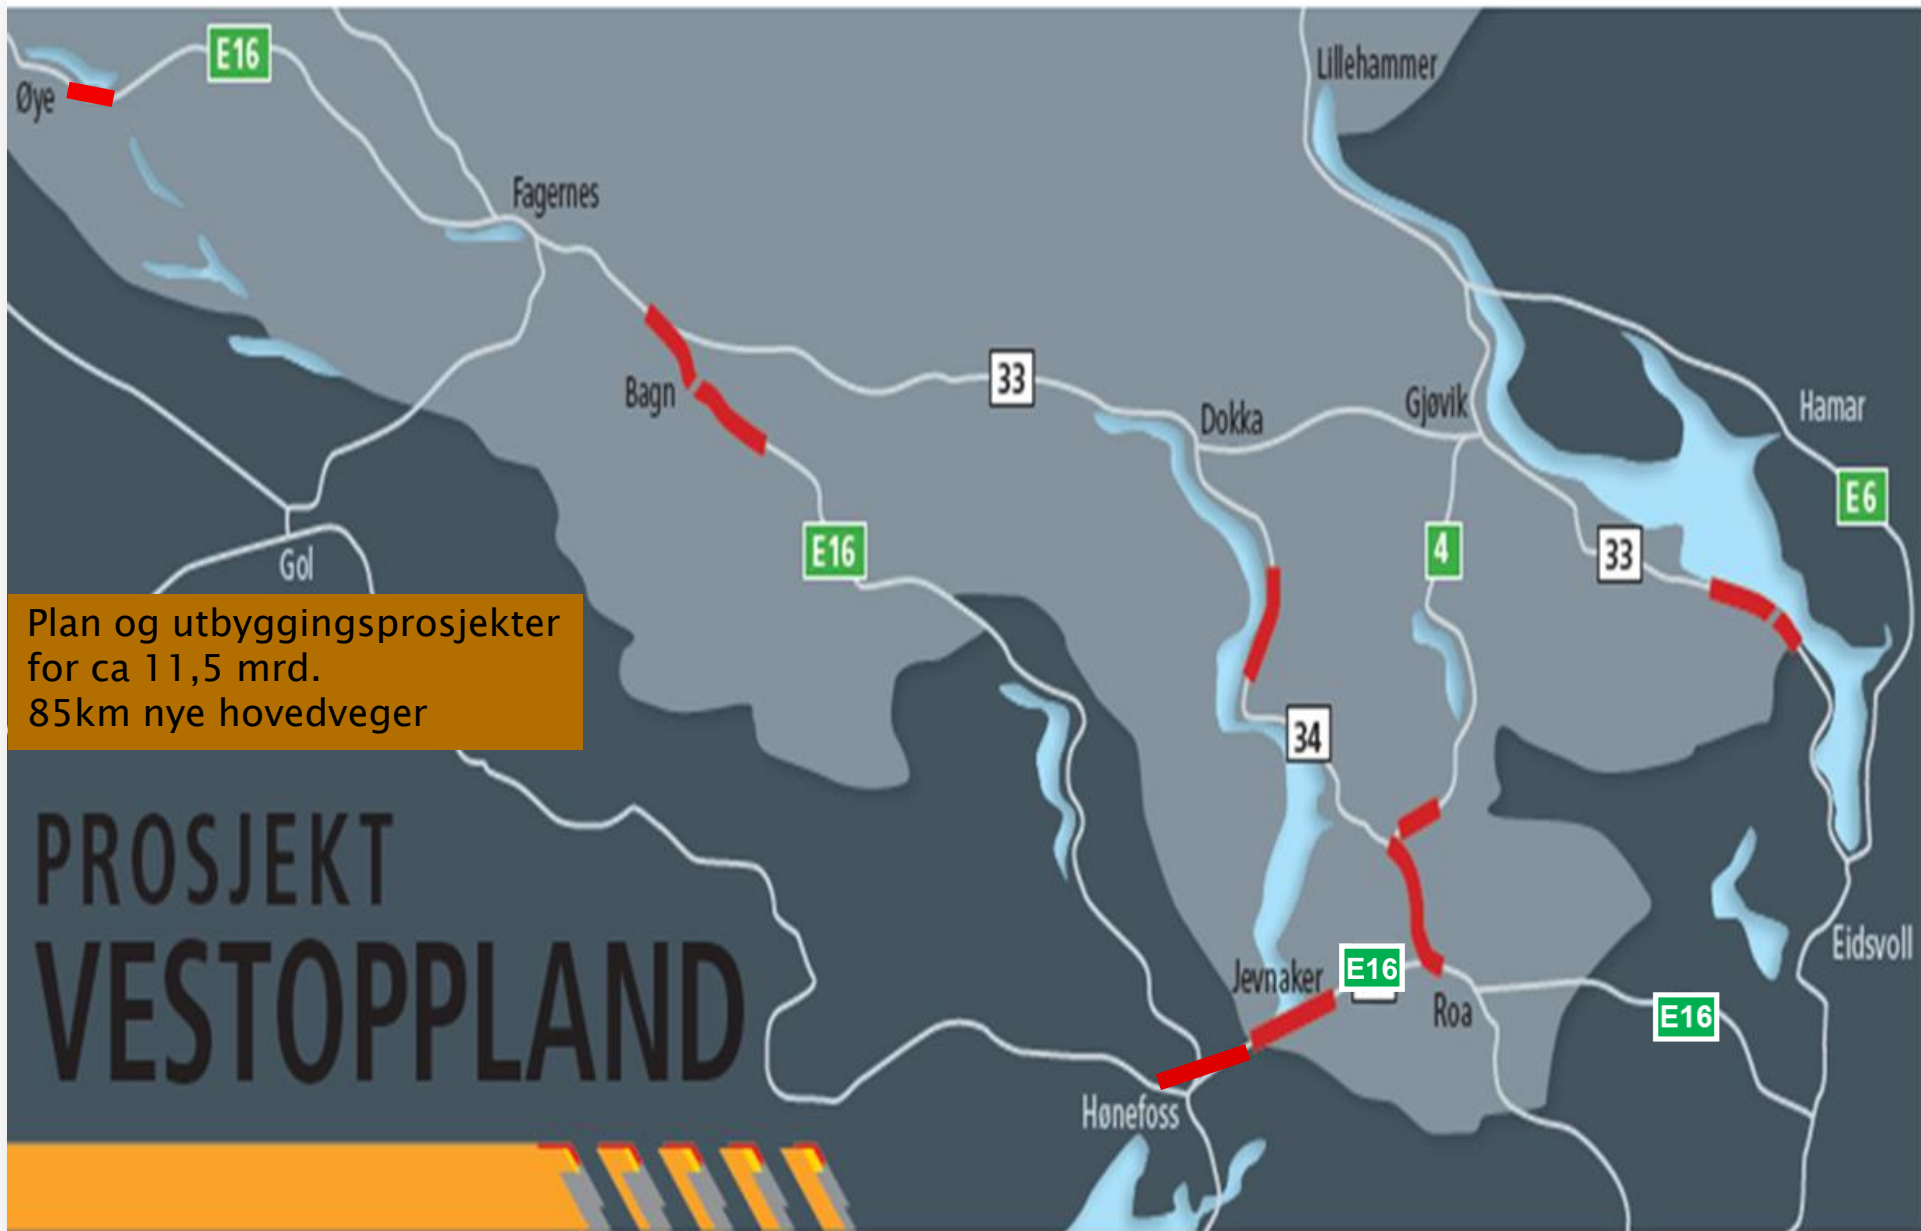 E16
Øye
Lillehammer
Fagernes
33
Bagn
Dokka
Gjøvik
Hamar
E6
E16
4
33
Gol
Plan og utbyggingsprosjekter
for ca 11,5 mrd.
85km nye hovedveger
34
PROSJEKT
VESTOPPLAND
Jevnaker
E16
Roa
E16
Eidsvoll
Hønefoss